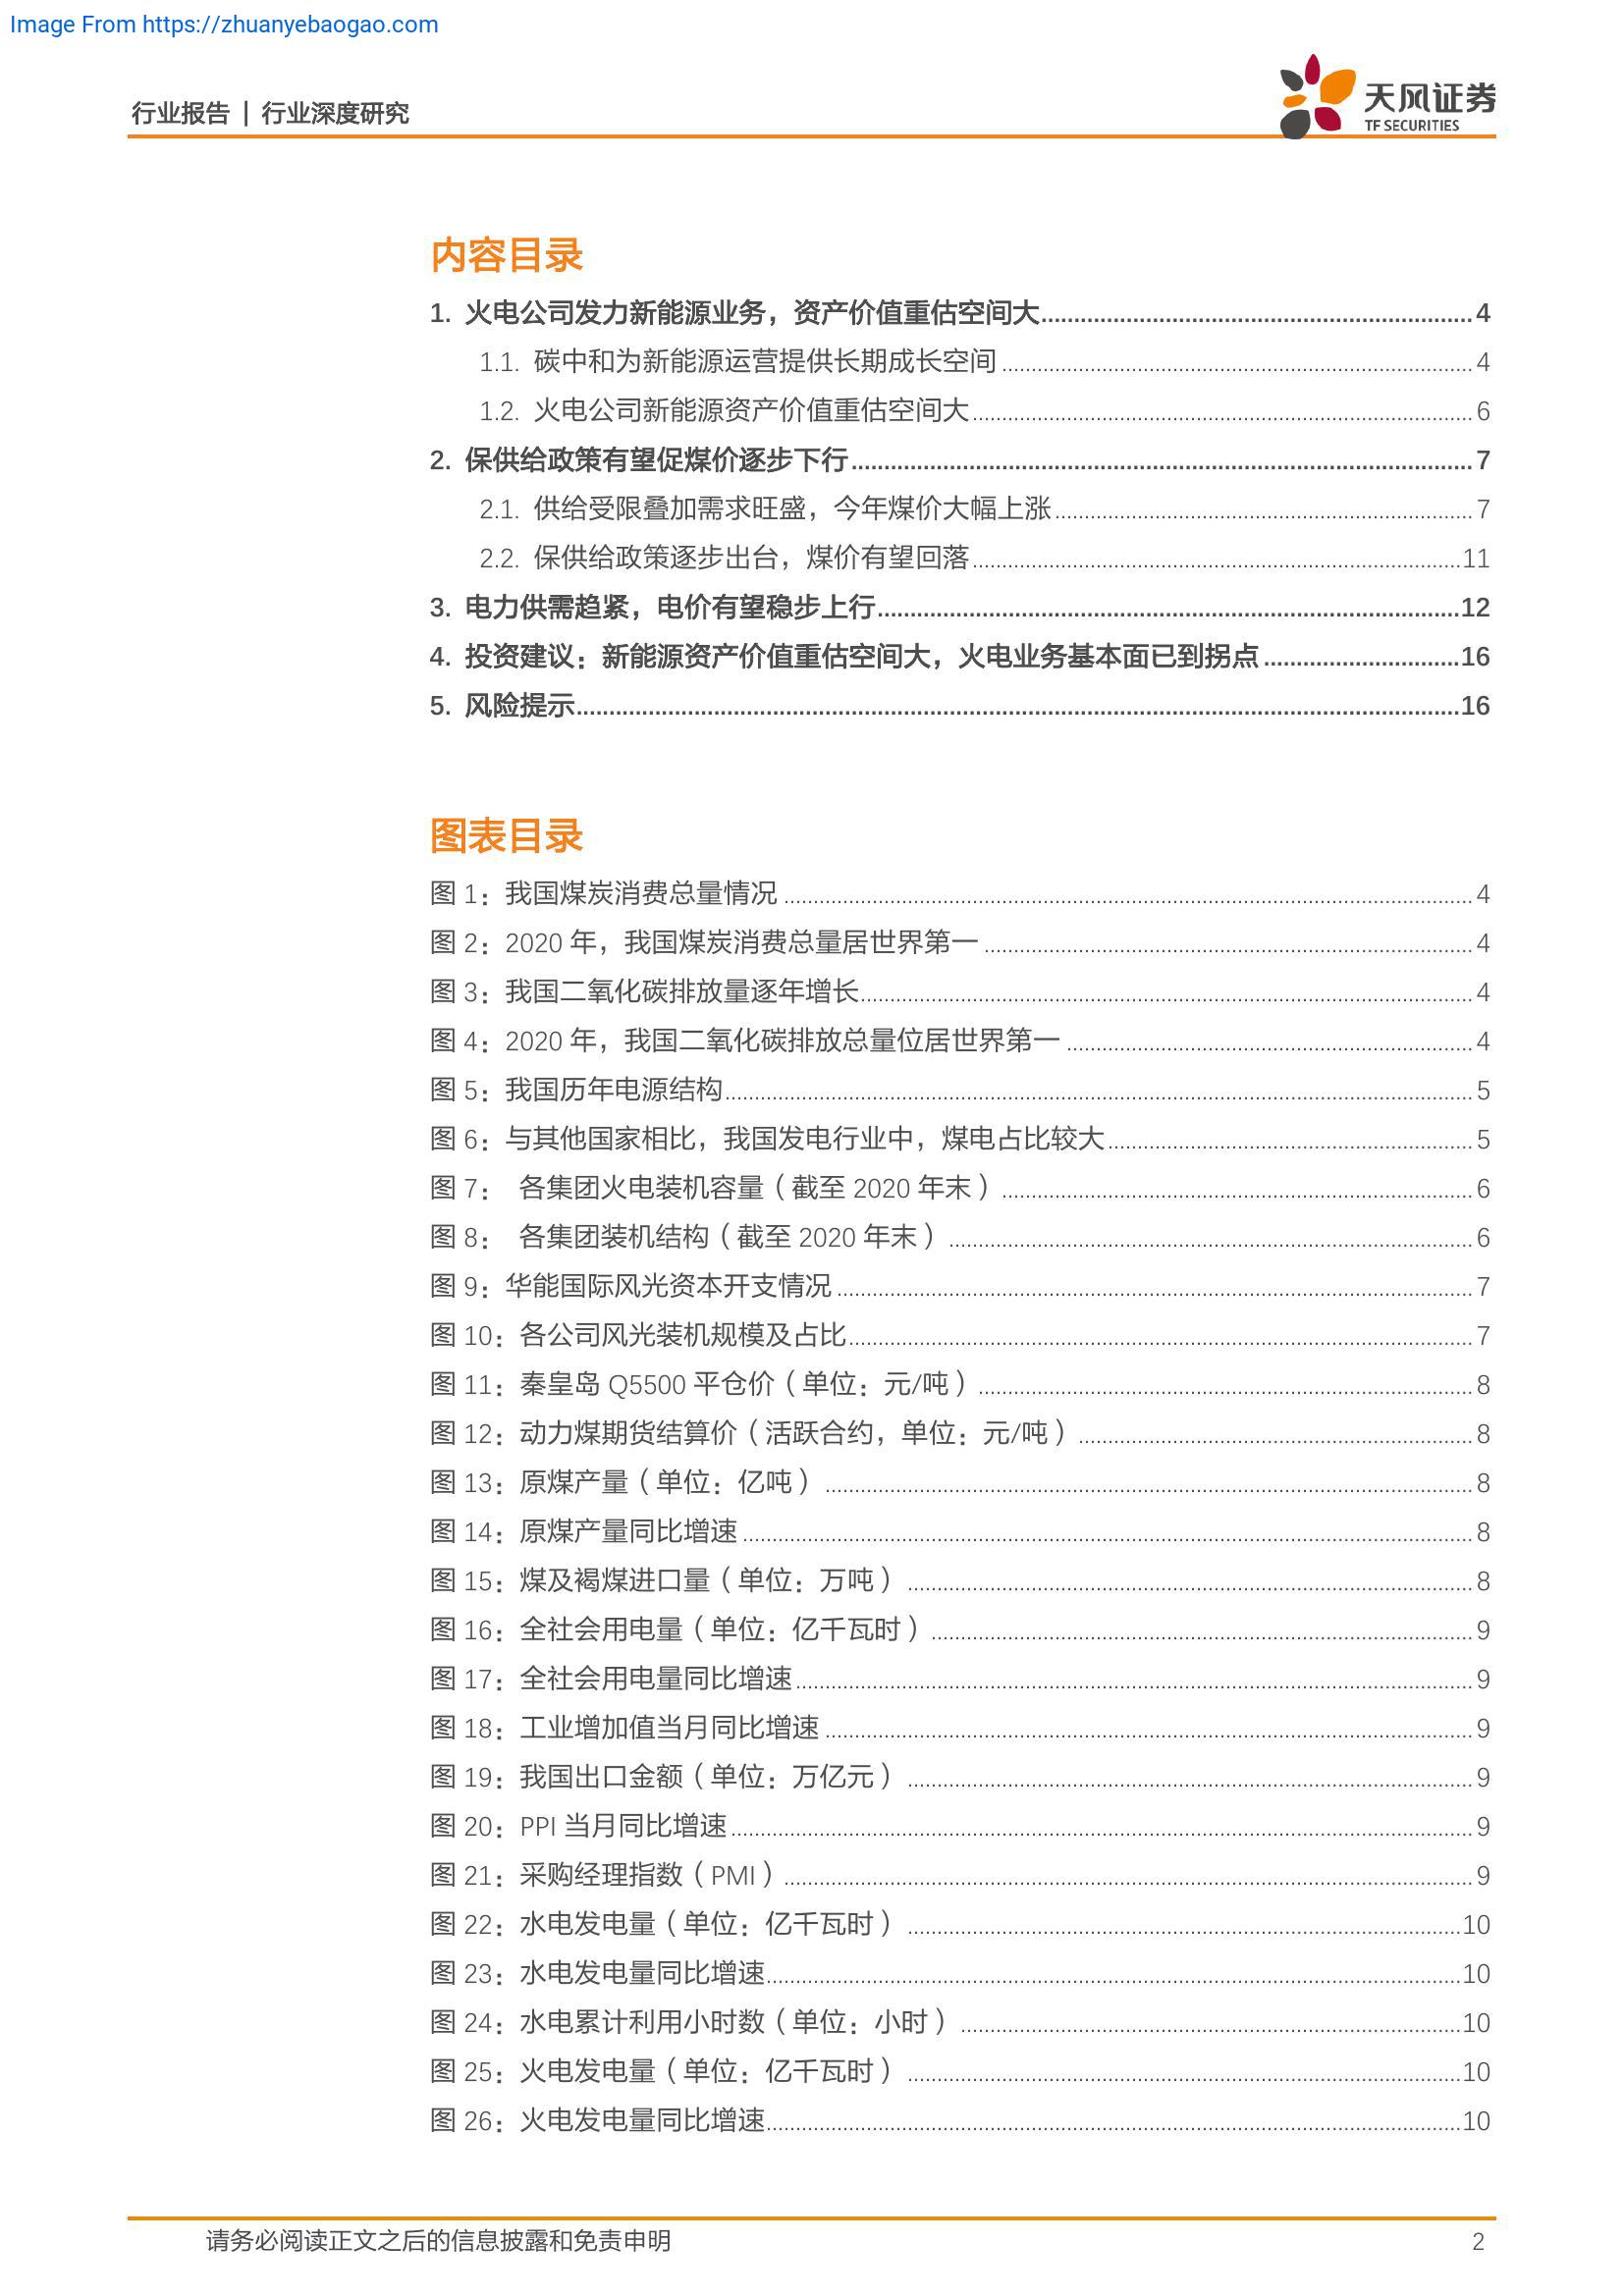 Image From https://zhuanyebaogao.com
行业报告 | 行业深度研究
天风证券
TF SECURITIES
内容目录
1. 火电公司发力新能源业务，资产价值重估空间大 4
1.1. 碳中和为新能源运营提供长期成长空间 4
1.2. 火电公司新能源资产价值重估空间大 6
2. 保供给政策有望促煤价逐步下行 7
2.1. 供给受限叠加需求旺盛，今年煤价大幅上涨 7
2.2. 保供给政策逐步出台，煤价有望回落 11
3. 电力供需趋紧，电价有望稳步上行 12
4. 投资建议：新能源资产价值重估空间大，火电业务基本面已到拐点 16
5. 风险提示 16
图表目录
图 1：我国煤炭消费总量情况 4
图 2：2020 年，我国煤炭消费总量居世界第一 4
图 3：我国二氧化碳排放量逐年增长 4
图 4：2020 年，我国二氧化碳排放总量位居世界第一 4
图 5：我国历年电源结构 5
图 6：与其他国家相比，我国发电行业中，煤电占比较大 5
图 7： 各集团火电装机容量（截至 2020 年末） 6
图 8： 各集团装机结构（截至 2020 年末） 6
图 9：华能国际风光资本开支情况 7
图 10：各公司风光装机规模及占比 7
图 11：秦皇岛 Q5500 平仓价（单位：元/吨） 8
图 12：动力煤期货结算价（活跃合约，单位：元/吨） 8
图 13：原煤产量（单位：亿吨） 8
图 14：原煤产量同比增速 8
图 15：煤及褐煤进口量（单位：万吨） 8
图 16：全社会用电量（单位：亿千瓦时） 9
图 17：全社会用电量同比增速 9
图 18：工业增加值当月同比增速 9
图 19：我国出口金额（单位：万亿元） 9
图 20：PPI 当月同比增速 9
图 21：采购经理指数（PMI） 9
图 22：水电发电量（单位：亿千瓦时） 10
图 23：水电发电量同比增速 10
图 24：水电累计利用小时数（单位：小时） 10
图 25：火电发电量（单位：亿千瓦时） 10
图 26：火电发电量同比增速 10
请务必阅读正文之后的信息披露和免责申明 2